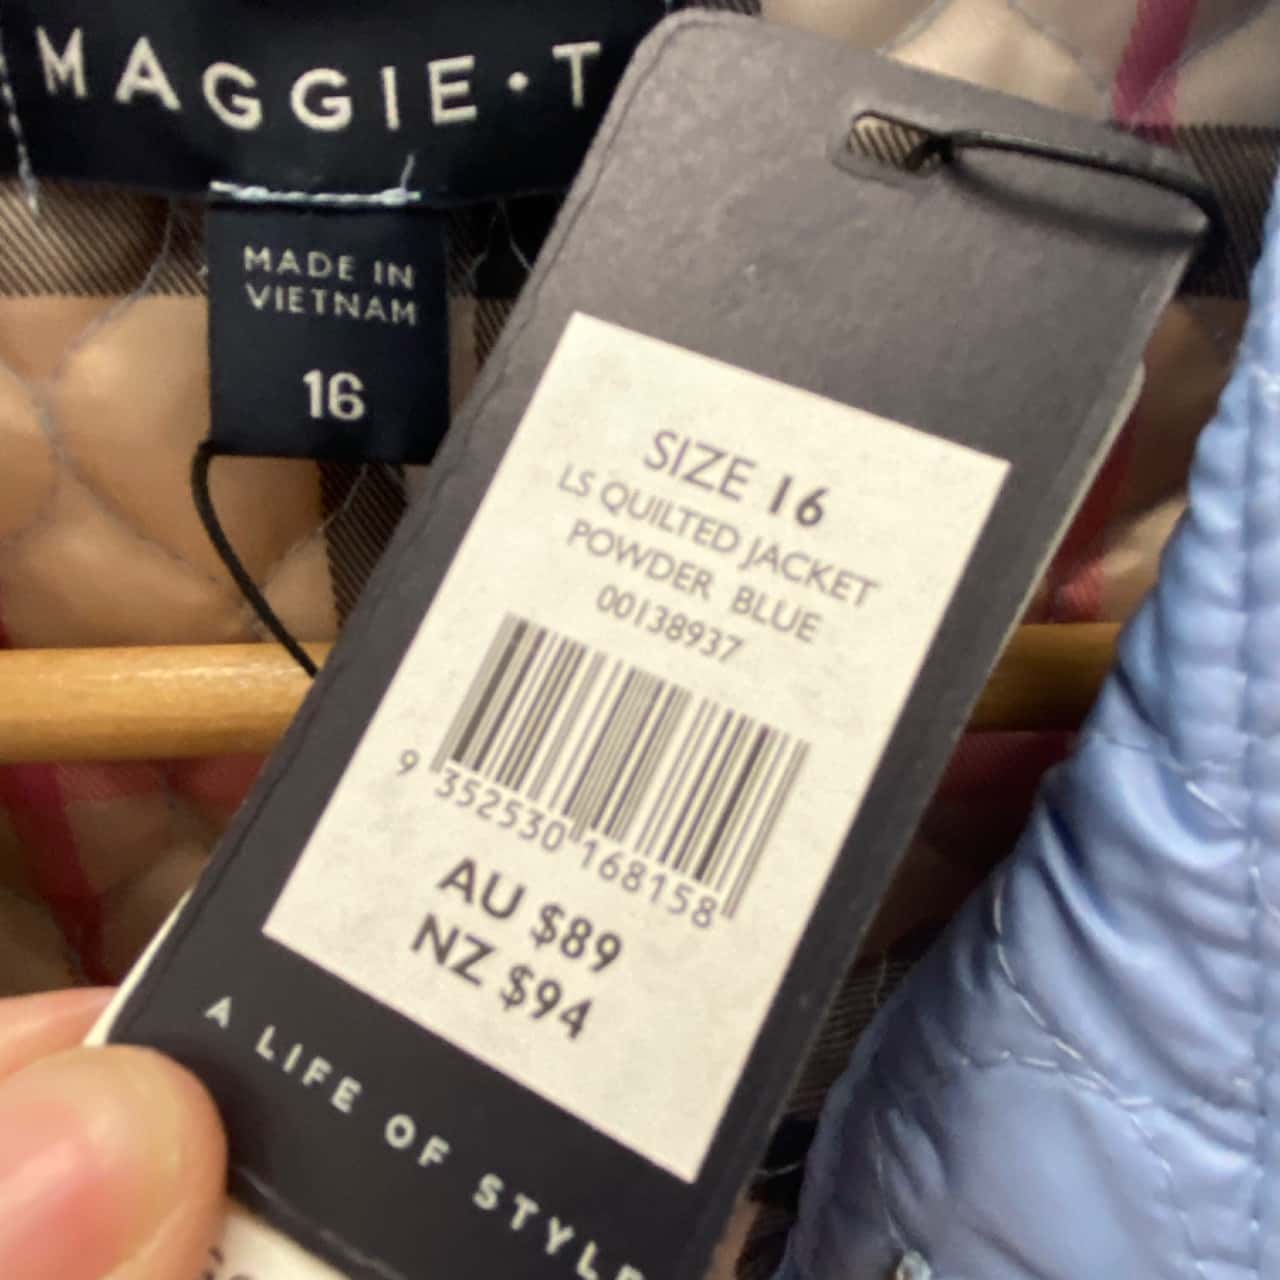 MAGGIE·T
MADE IN
VIETNAM
16
SIZE 16
LS QUILTED JACKET
POWDER BLUE
00138937
9 352530 168158
AU $89
NZ $94
A LIFE OF STYLE